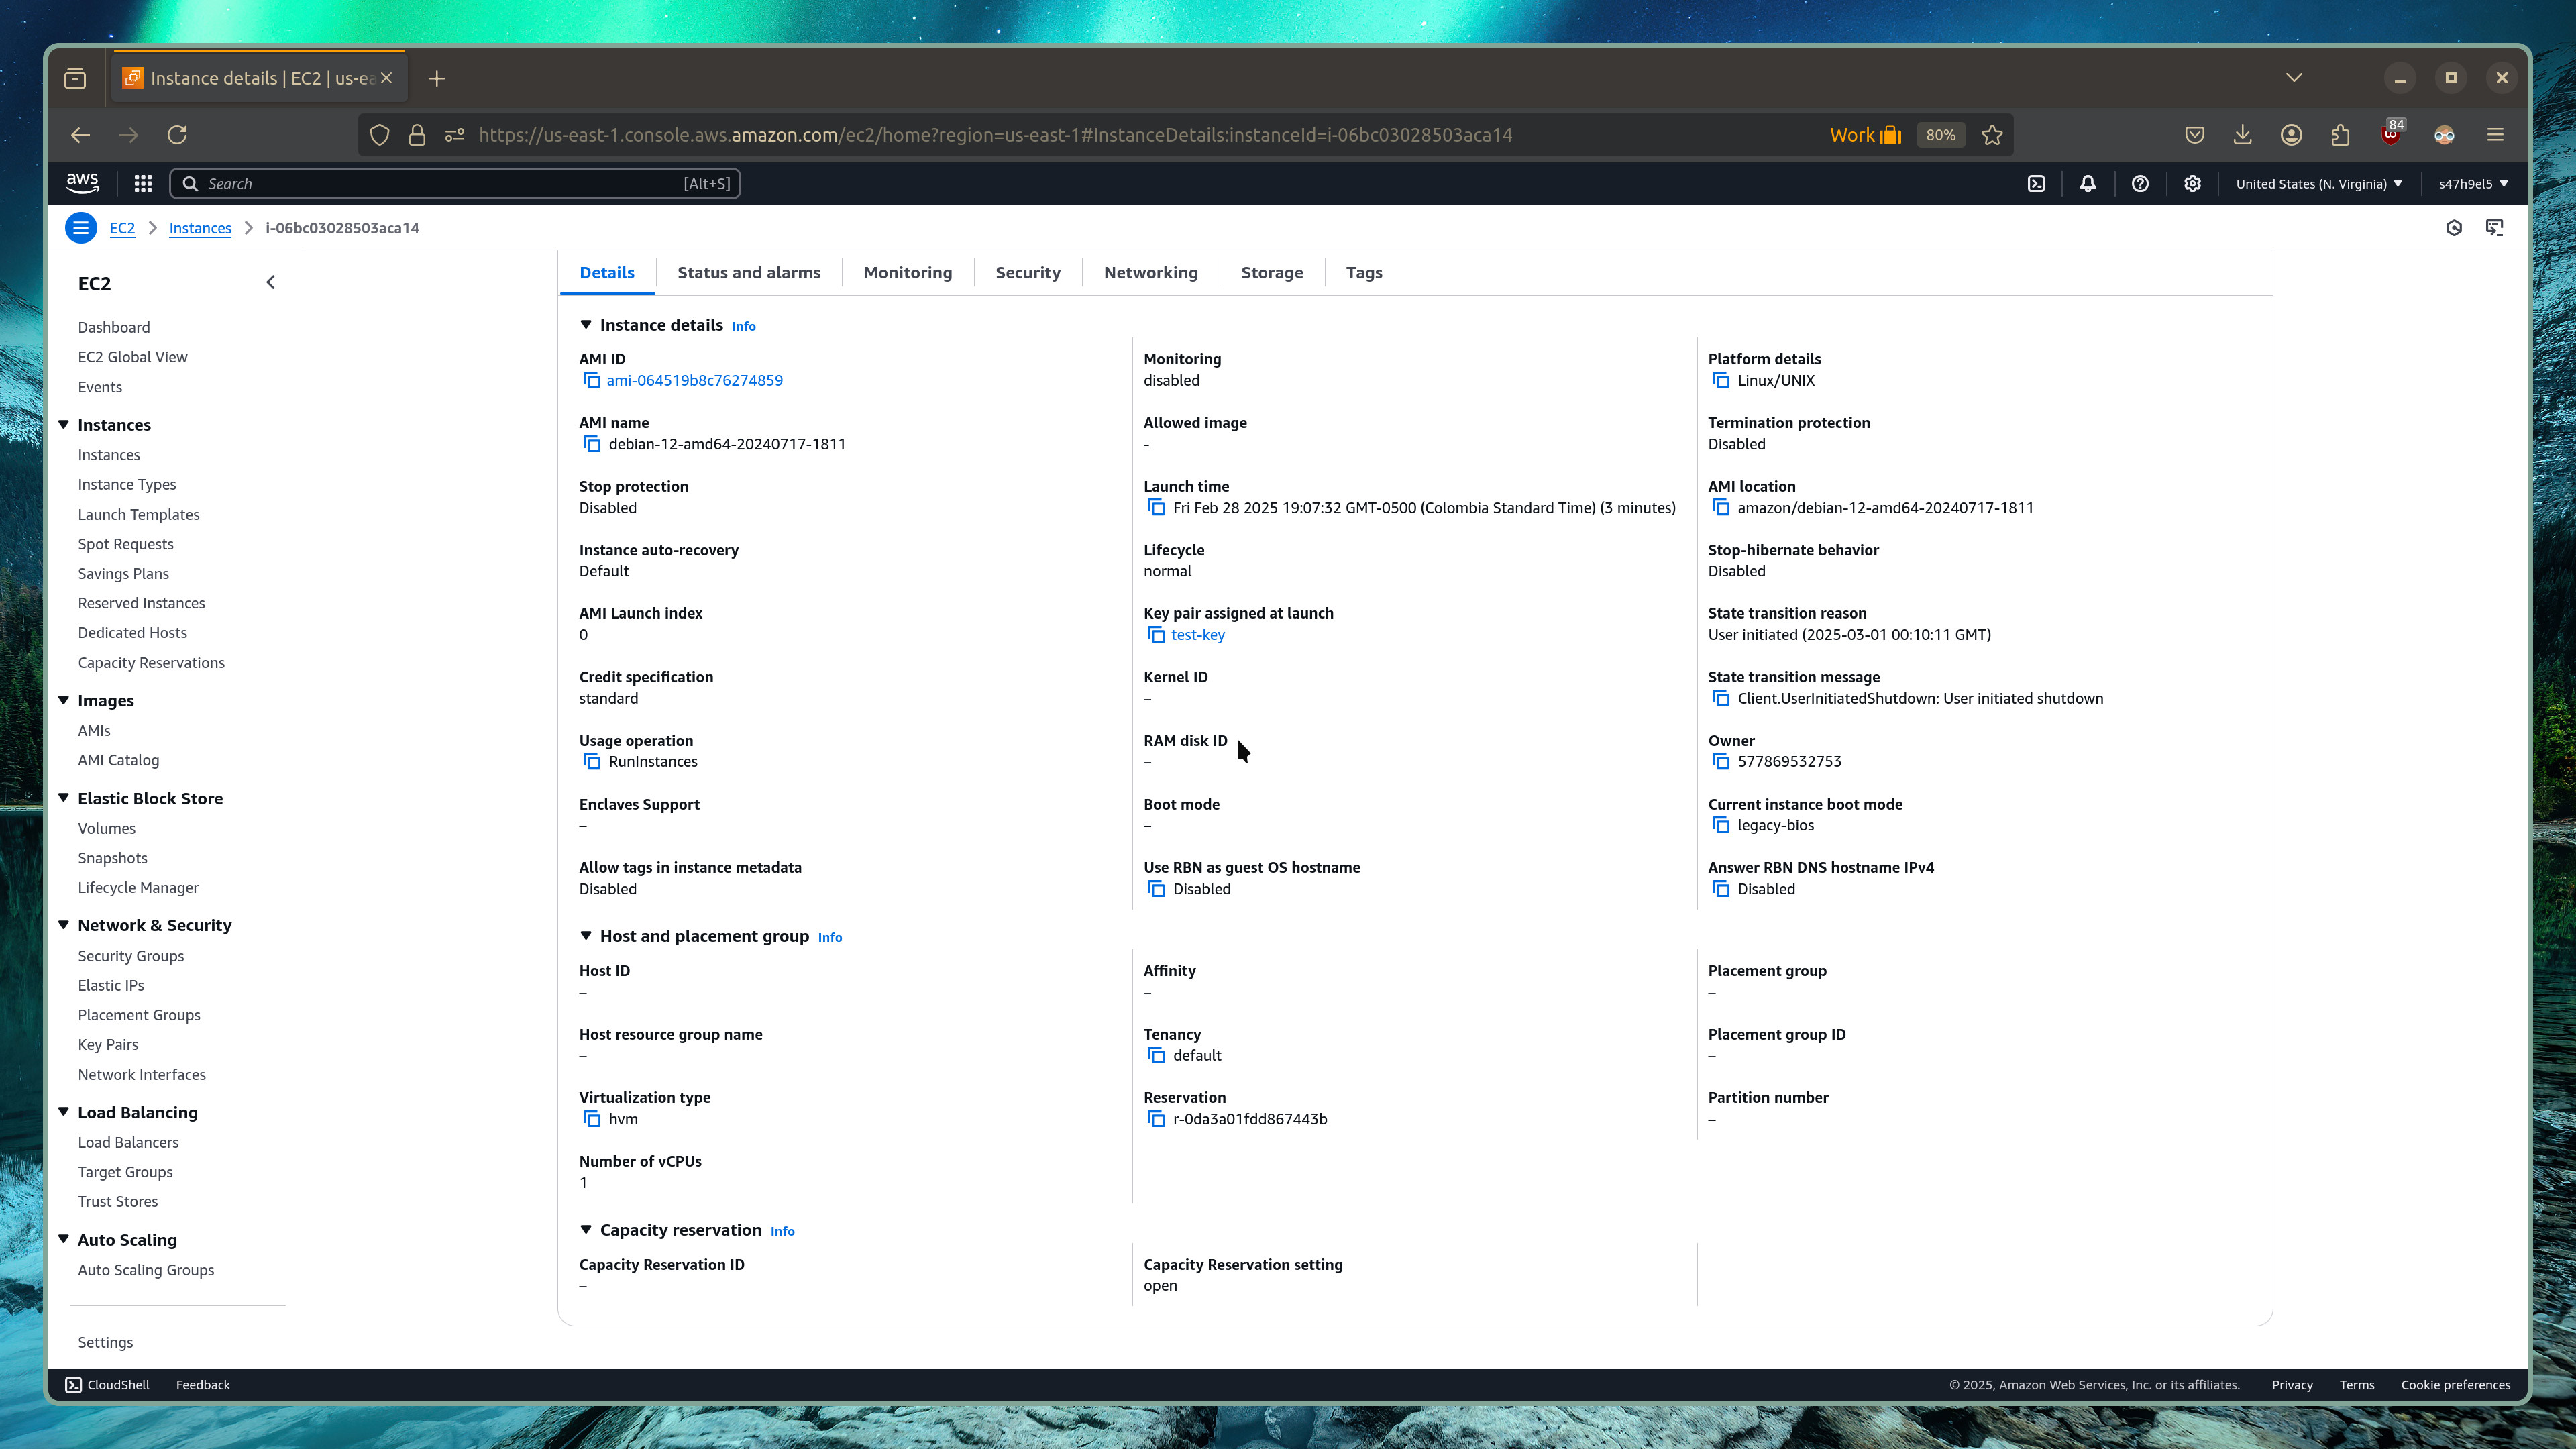 Instance details | EC2 | us-ea
https://us-east-1.console.aws.amazon.com/ec2/home?region=us-east-1#InstanceDetails:instanceId=i-06bc03028503aca14
Work
80%
84
aws
Search
[Alt+S]
United States (N. Virginia)
s47h9el5
EC2
Instances
i-06bc03028503aca14
EC2
Dashboard
EC2 Global View
Events
Instances
Instances
Instance Types
Launch Templates
Spot Requests
Savings Plans
Reserved Instances
Dedicated Hosts
Capacity Reservations
Images
AMIs
AMI Catalog
Elastic Block Store
Volumes
Snapshots
Lifecycle Manager
Network & Security
Security Groups
Elastic IPs
Placement Groups
Key Pairs
Network Interfaces
Load Balancing
Load Balancers
Target Groups
Trust Stores
Auto Scaling
Auto Scaling Groups
Settings
Details
Status and alarms
Monitoring
Security
Networking
Storage
Tags
Instance details Info
AMI ID
ami-064519b8c76274859
Monitoring
disabled
Platform details
Linux/UNIX
AMI name
debian-12-amd64-20240717-1811
Allowed image
-
Termination protection
Disabled
Stop protection
Disabled
Launch time
Fri Feb 28 2025 19:07:32 GMT-0500 (Colombia Standard Time) (3 minutes)
AMI location
amazon/debian-12-amd64-20240717-1811
Instance auto-recovery
Default
Lifecycle
normal
Stop-hibernate behavior
Disabled
AMI Launch index
0
Key pair assigned at launch
test-key
State transition reason
User initiated (2025-03-01 00:10:11 GMT)
Credit specification
standard
Kernel ID
–
State transition message
Client.UserInitiatedShutdown: User initiated shutdown
Usage operation
RunInstances
RAM disk ID
–
Owner
577869532753
Enclaves Support
–
Boot mode
–
Current instance boot mode
legacy-bios
Allow tags in instance metadata
Disabled
Use RBN as guest OS hostname
Disabled
Answer RBN DNS hostname IPv4
Disabled
Host and placement group Info
Host ID
–
Affinity
–
Placement group
–
Host resource group name
–
Tenancy
default
Placement group ID
–
Virtualization type
hvm
Reservation
r-0da3a01fdd867443b
Partition number
–
Number of vCPUs
1
Capacity reservation Info
Capacity Reservation ID
–
Capacity Reservation setting
open
CloudShell
Feedback
© 2025, Amazon Web Services, Inc. or its affiliates.
Privacy
Terms
Cookie preferences